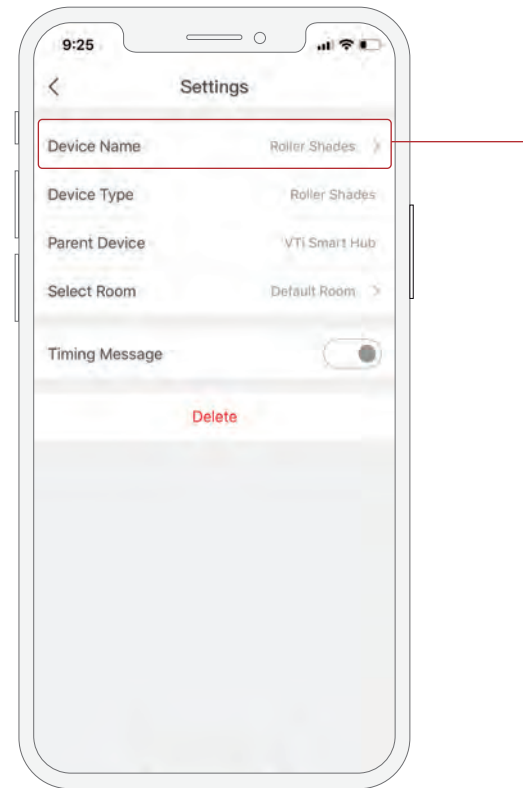 9:25
Settings
Device Name Roller Shades
Device Type Roller Shades
Parent Device VTi Smart Hub
Select Room Default Room
Timing Message
Delete